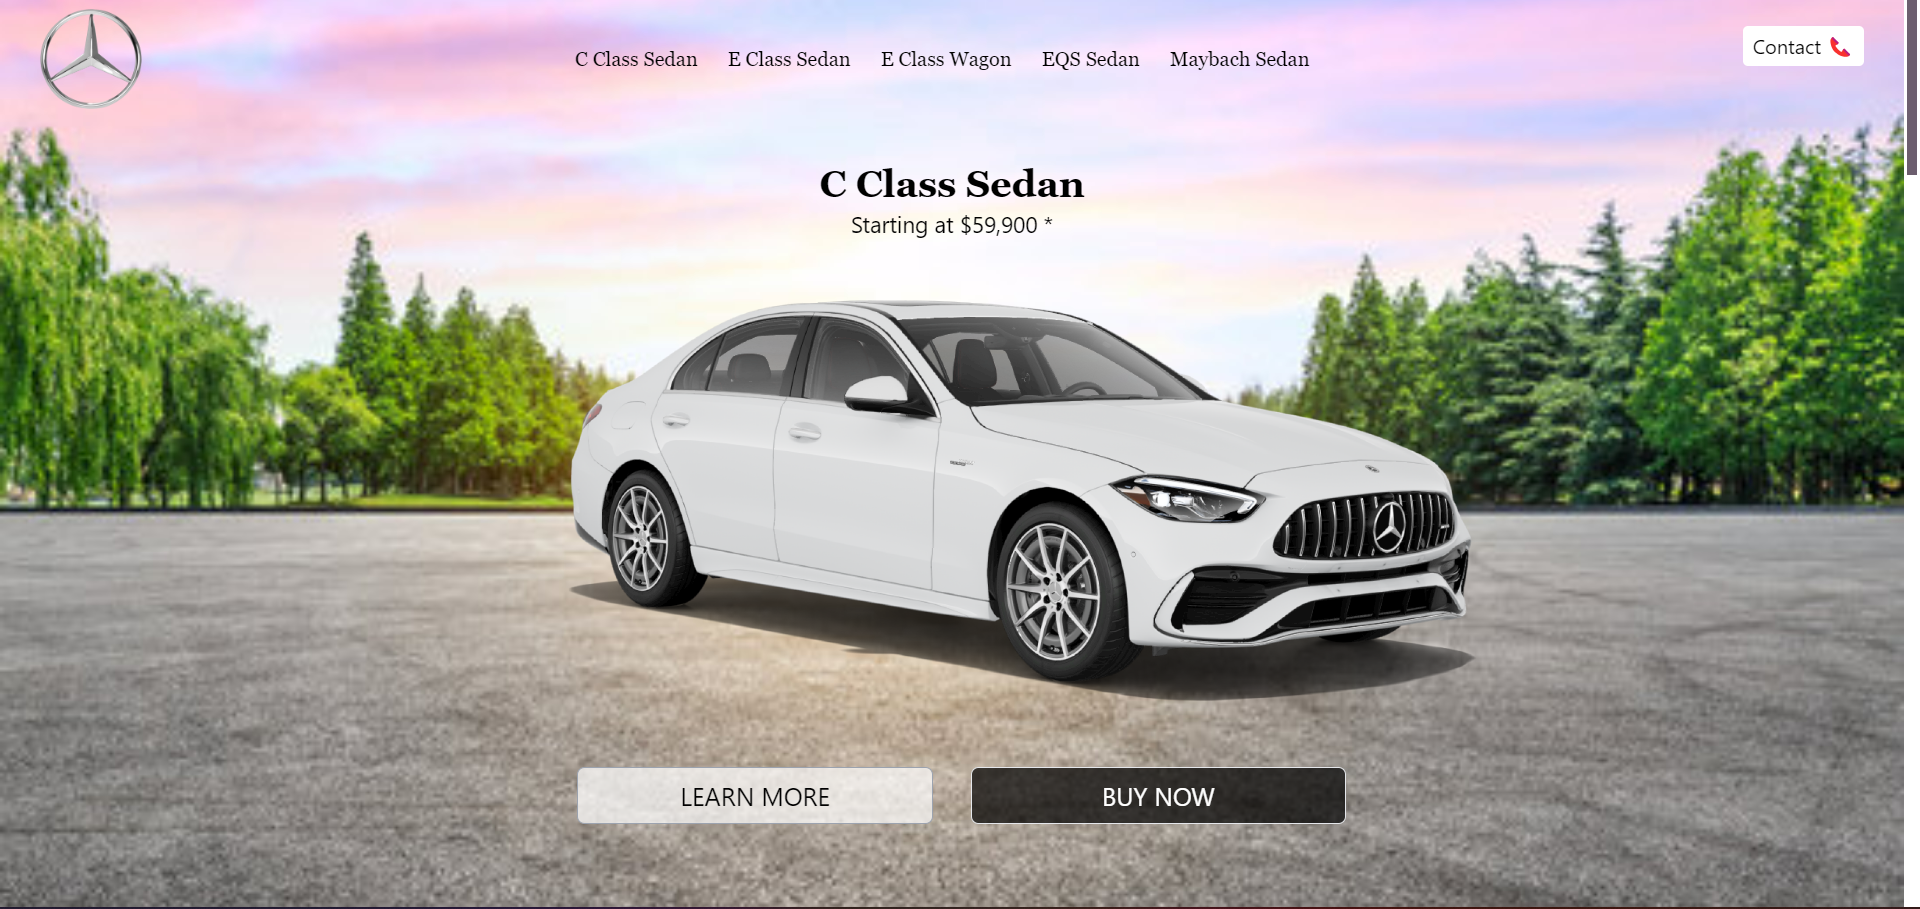 C Class Sedan E Class Sedan E Class Wagon EQS Sedan Maybach Sedan
Contact
C Class Sedan
Starting at $59,900 *
LEARN MORE
BUY NOW